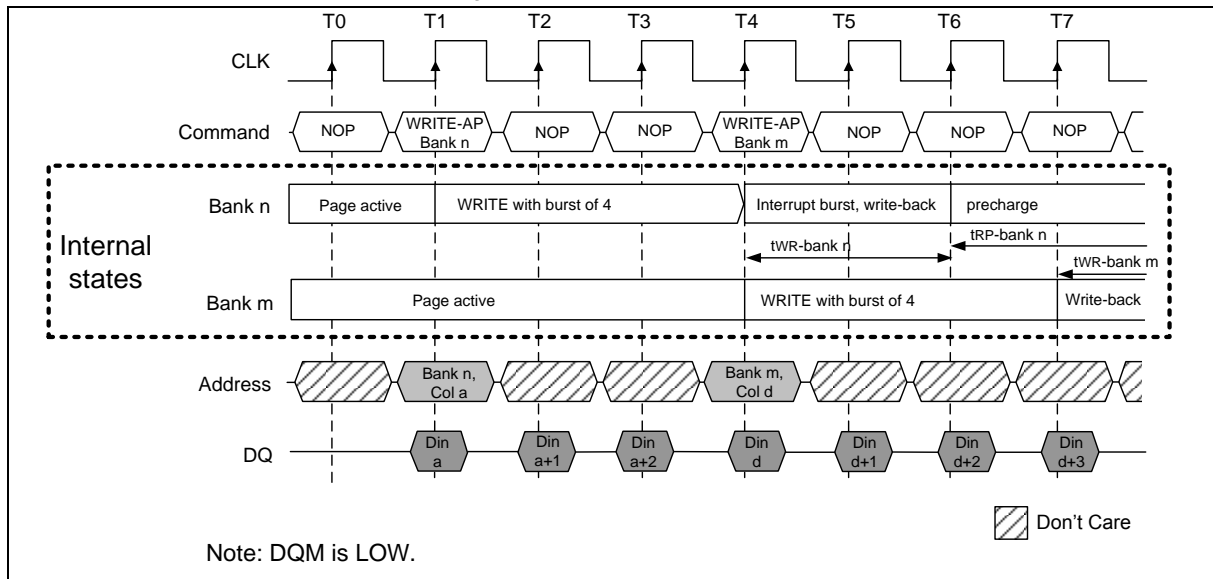 T0 T1 T2 T3 T4 T5 T6 T7
CLK
Command NOP WRITE-AP Bank n NOP NOP WRITE-AP Bank m NOP NOP NOP
Internal states
Bank n Page active WRITE with burst of 4 Interrupt burst, write-back precharge
tWR-bank n tRP-bank n
tWR-bank m
Bank m Page active WRITE with burst of 4 Write-back
Address Bank n, Col a Bank m, Col d
DQ Din a Din a+1 Din a+2 Din d Din d+1 Din d+2 Din d+3
Don't Care
Note: DQM is LOW.